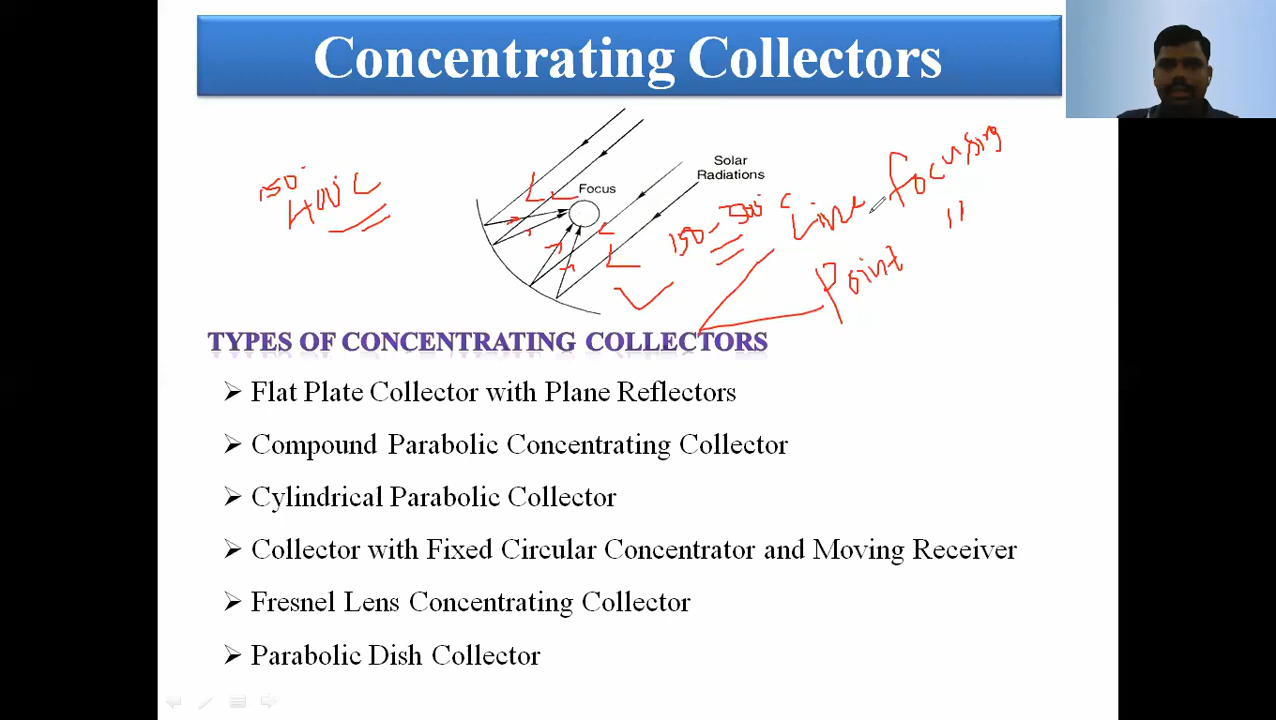 Concentrating Collectors
Solar
Radiations
Focus
150°
400°C
150-
°C
Line focusing
Point "
TYPES OF CONCENTRATING COLLECTORS
Flat Plate Collector with Plane Reflectors
Compound Parabolic Concentrating Collector
Cylindrical Parabolic Collector
Collector with Fixed Circular Concentrator and Moving Receiver
Fresnel Lens Concentrating Collector
Parabolic Dish Collector